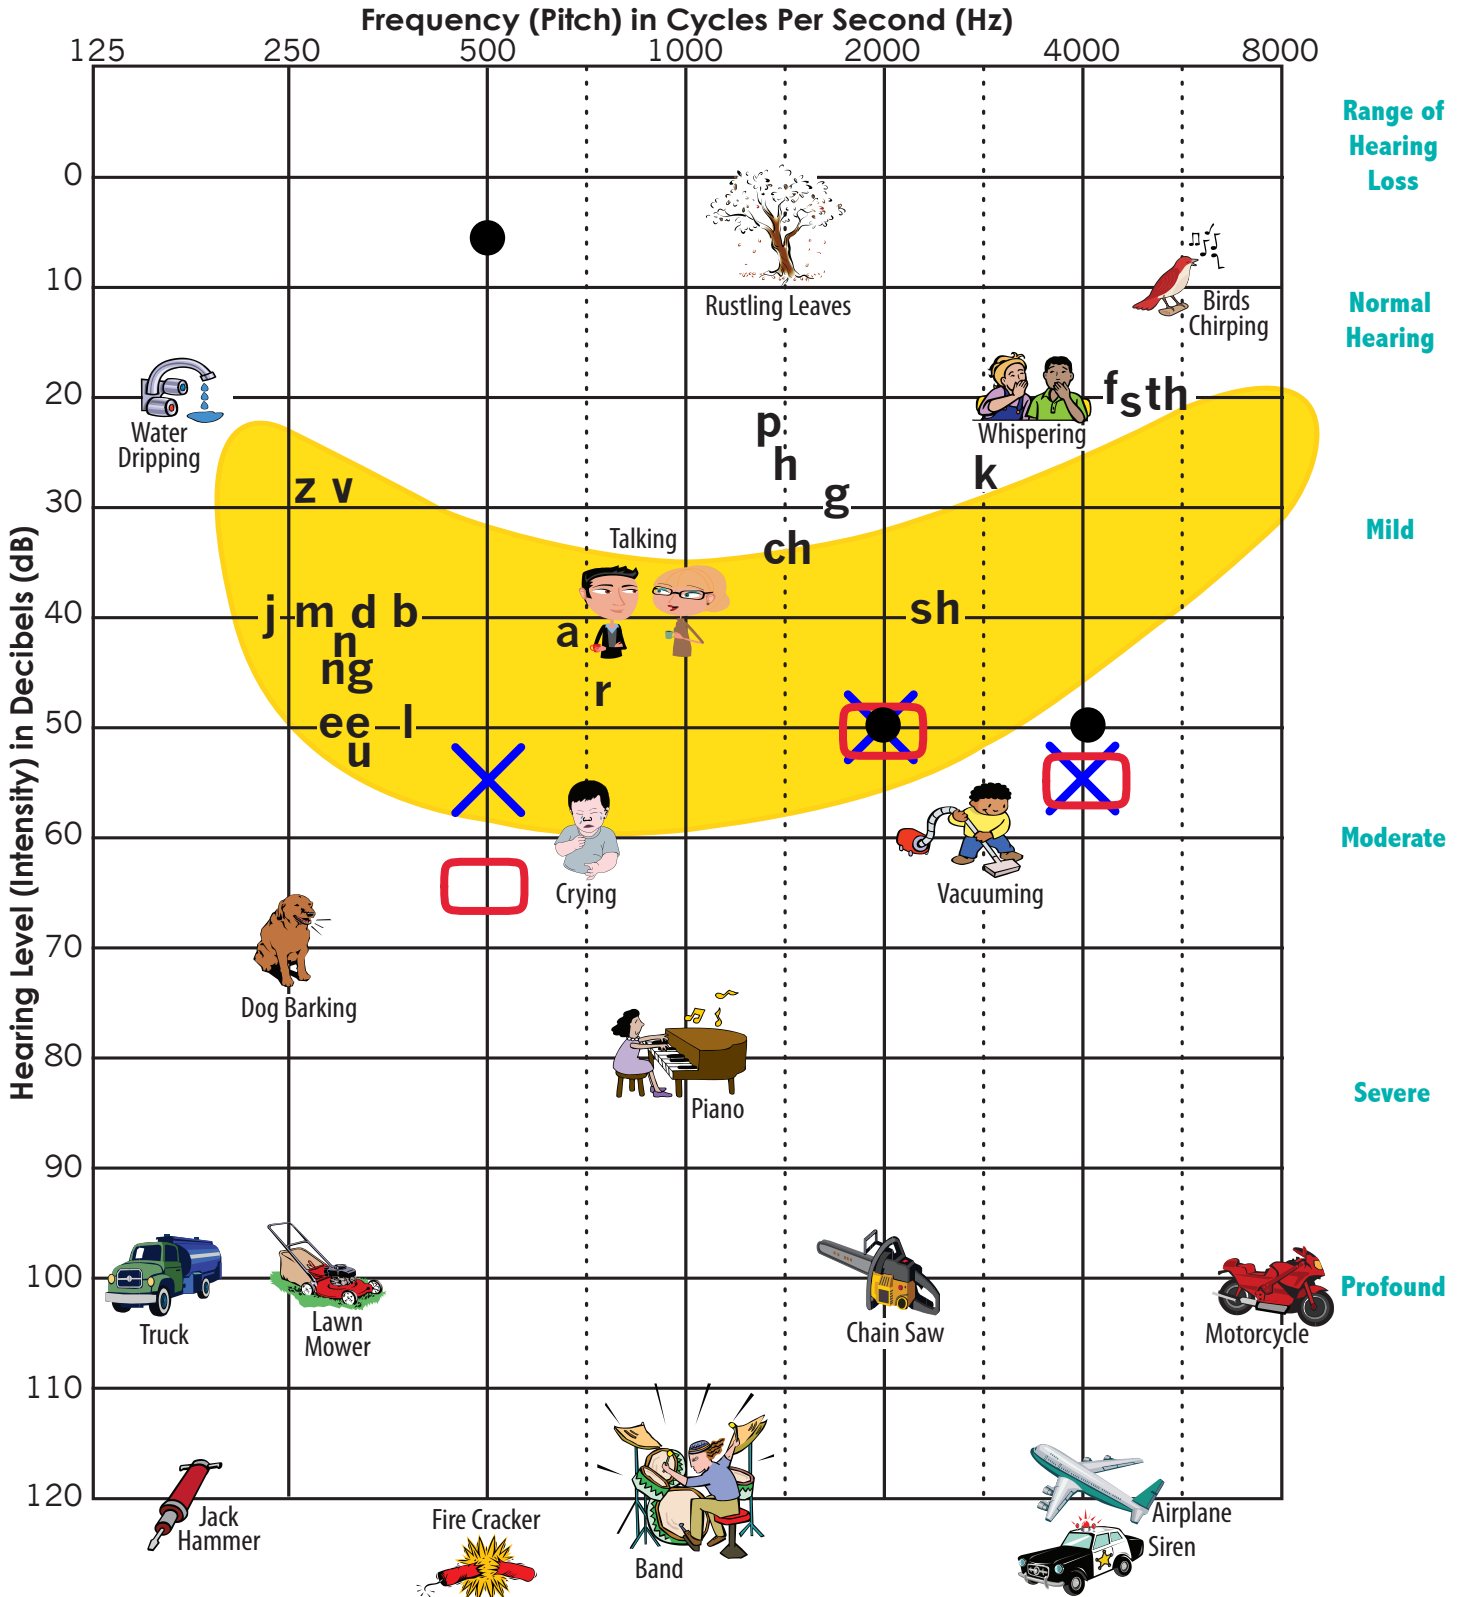 Frequency (Pitch) in Cycles Per Second (Hz)
125 250 500 1000 2000 4000 8000
Range of
Hearing
Loss
0
10
Rustling Leaves
Birds
Chirping
Normal
Hearing
20
Water
Dripping
Whispering
f s th
p
h
k
z v
g
30
Mild
Talking
ch
Hearing Level (Intensity) in Decibels (dB)
40
j m d b
n
ng
a
sh
r
50
ee l
u
60
Moderate
Crying
Vacuuming
70
Dog Barking
80
Piano
Severe
90
100
Truck
Lawn
Mower
Chain Saw
Motorcycle
Profound
110
120
Jack
Hammer
Fire Cracker
Band
Airplane
Siren